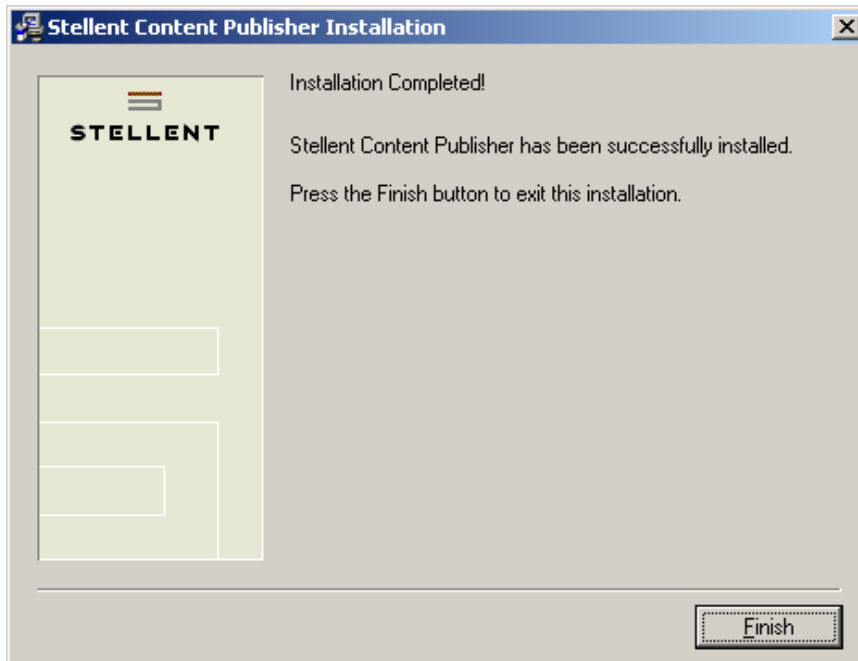 Stellent Content Publisher Installation
STELLENT
Installation Completed!
Stellent Content Publisher has been successfully installed.
Press the Finish button to exit this installation.
Finish